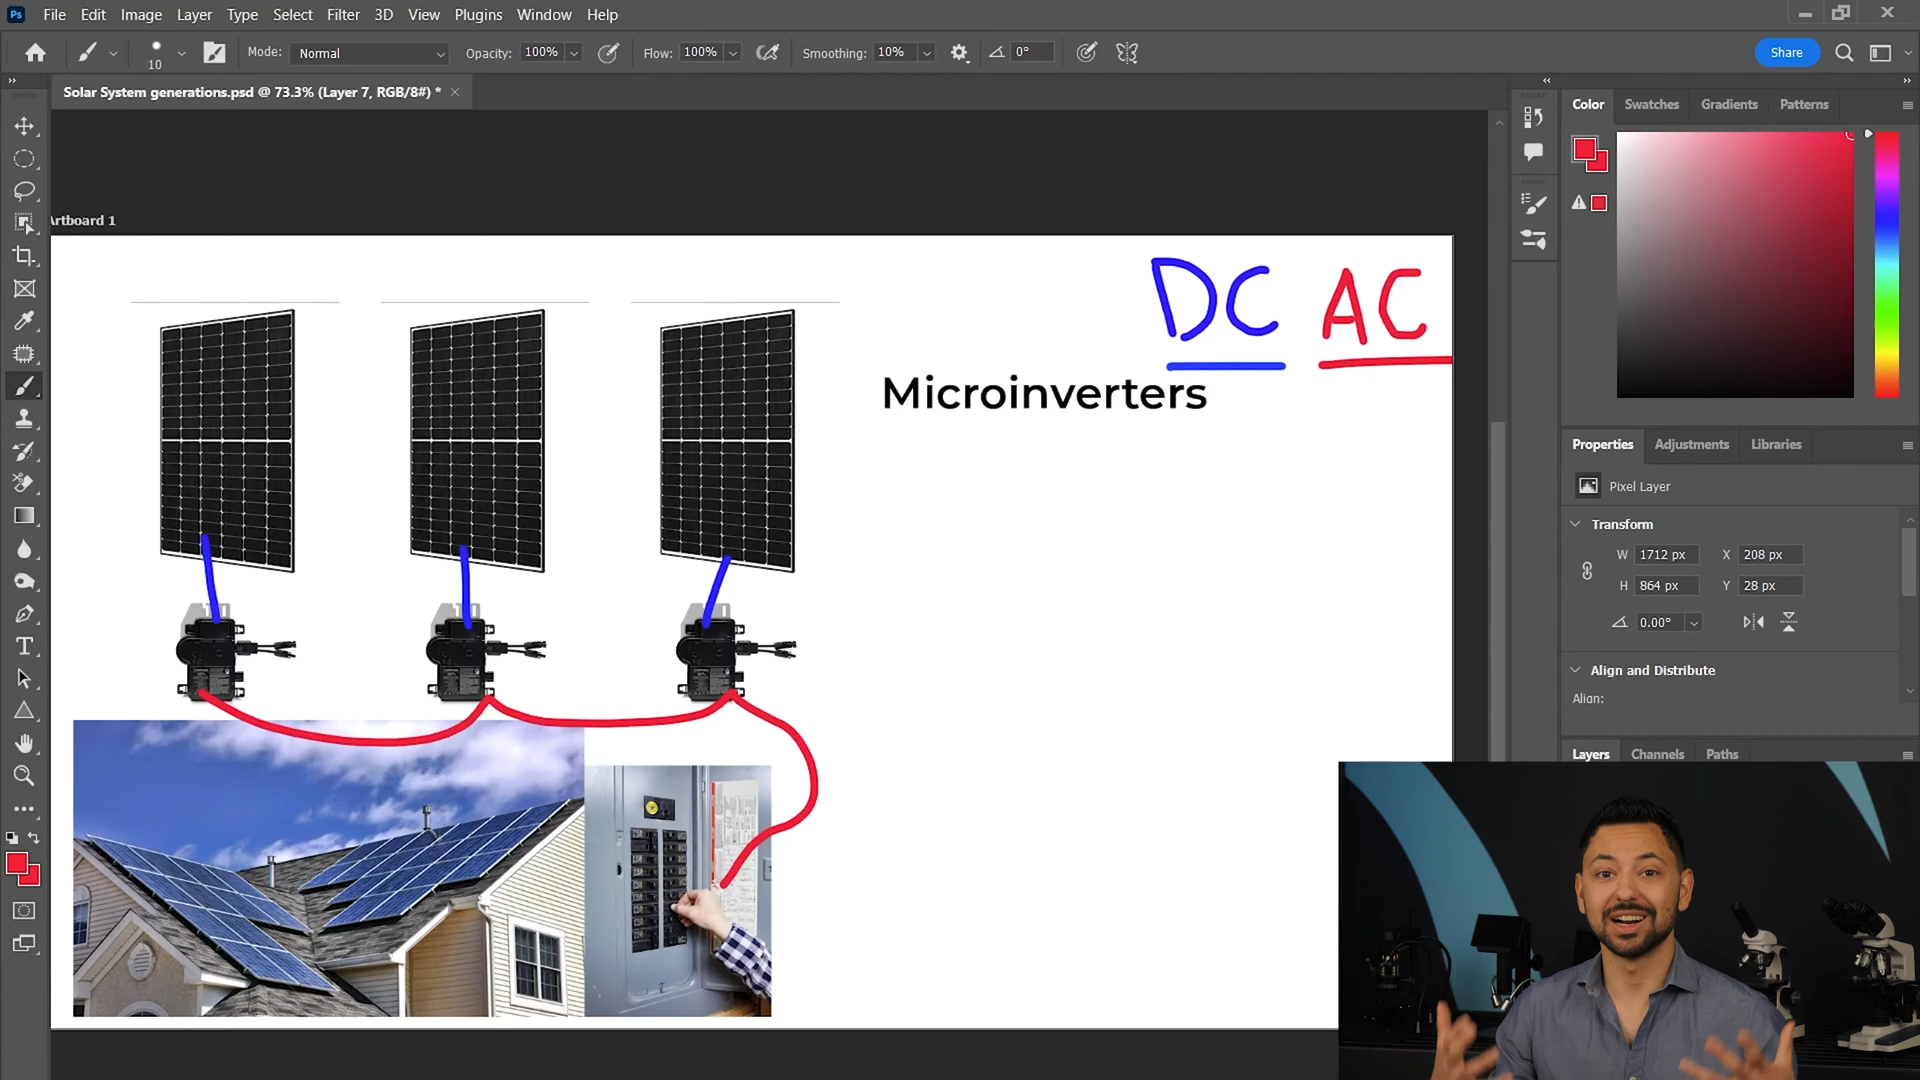 Ps File Edit Image Layer Type Select Filter 3D View Plugins Window Help
10 Mode: Normal Opacity: 100% Flow: 100% Smoothing: 10% 0° Share
Solar System generations.psd @ 73.3% (Layer 7, RGB/8#) *
Artboard 1
DC AC
Microinverters
Color Swatches Gradients Patterns
Properties Adjustments Libraries
Pixel Layer
Transform
W 1712 px X 208 px
H 864 px Y 28 px
0.00°
Align and Distribute
Align:
Layers Channels Paths